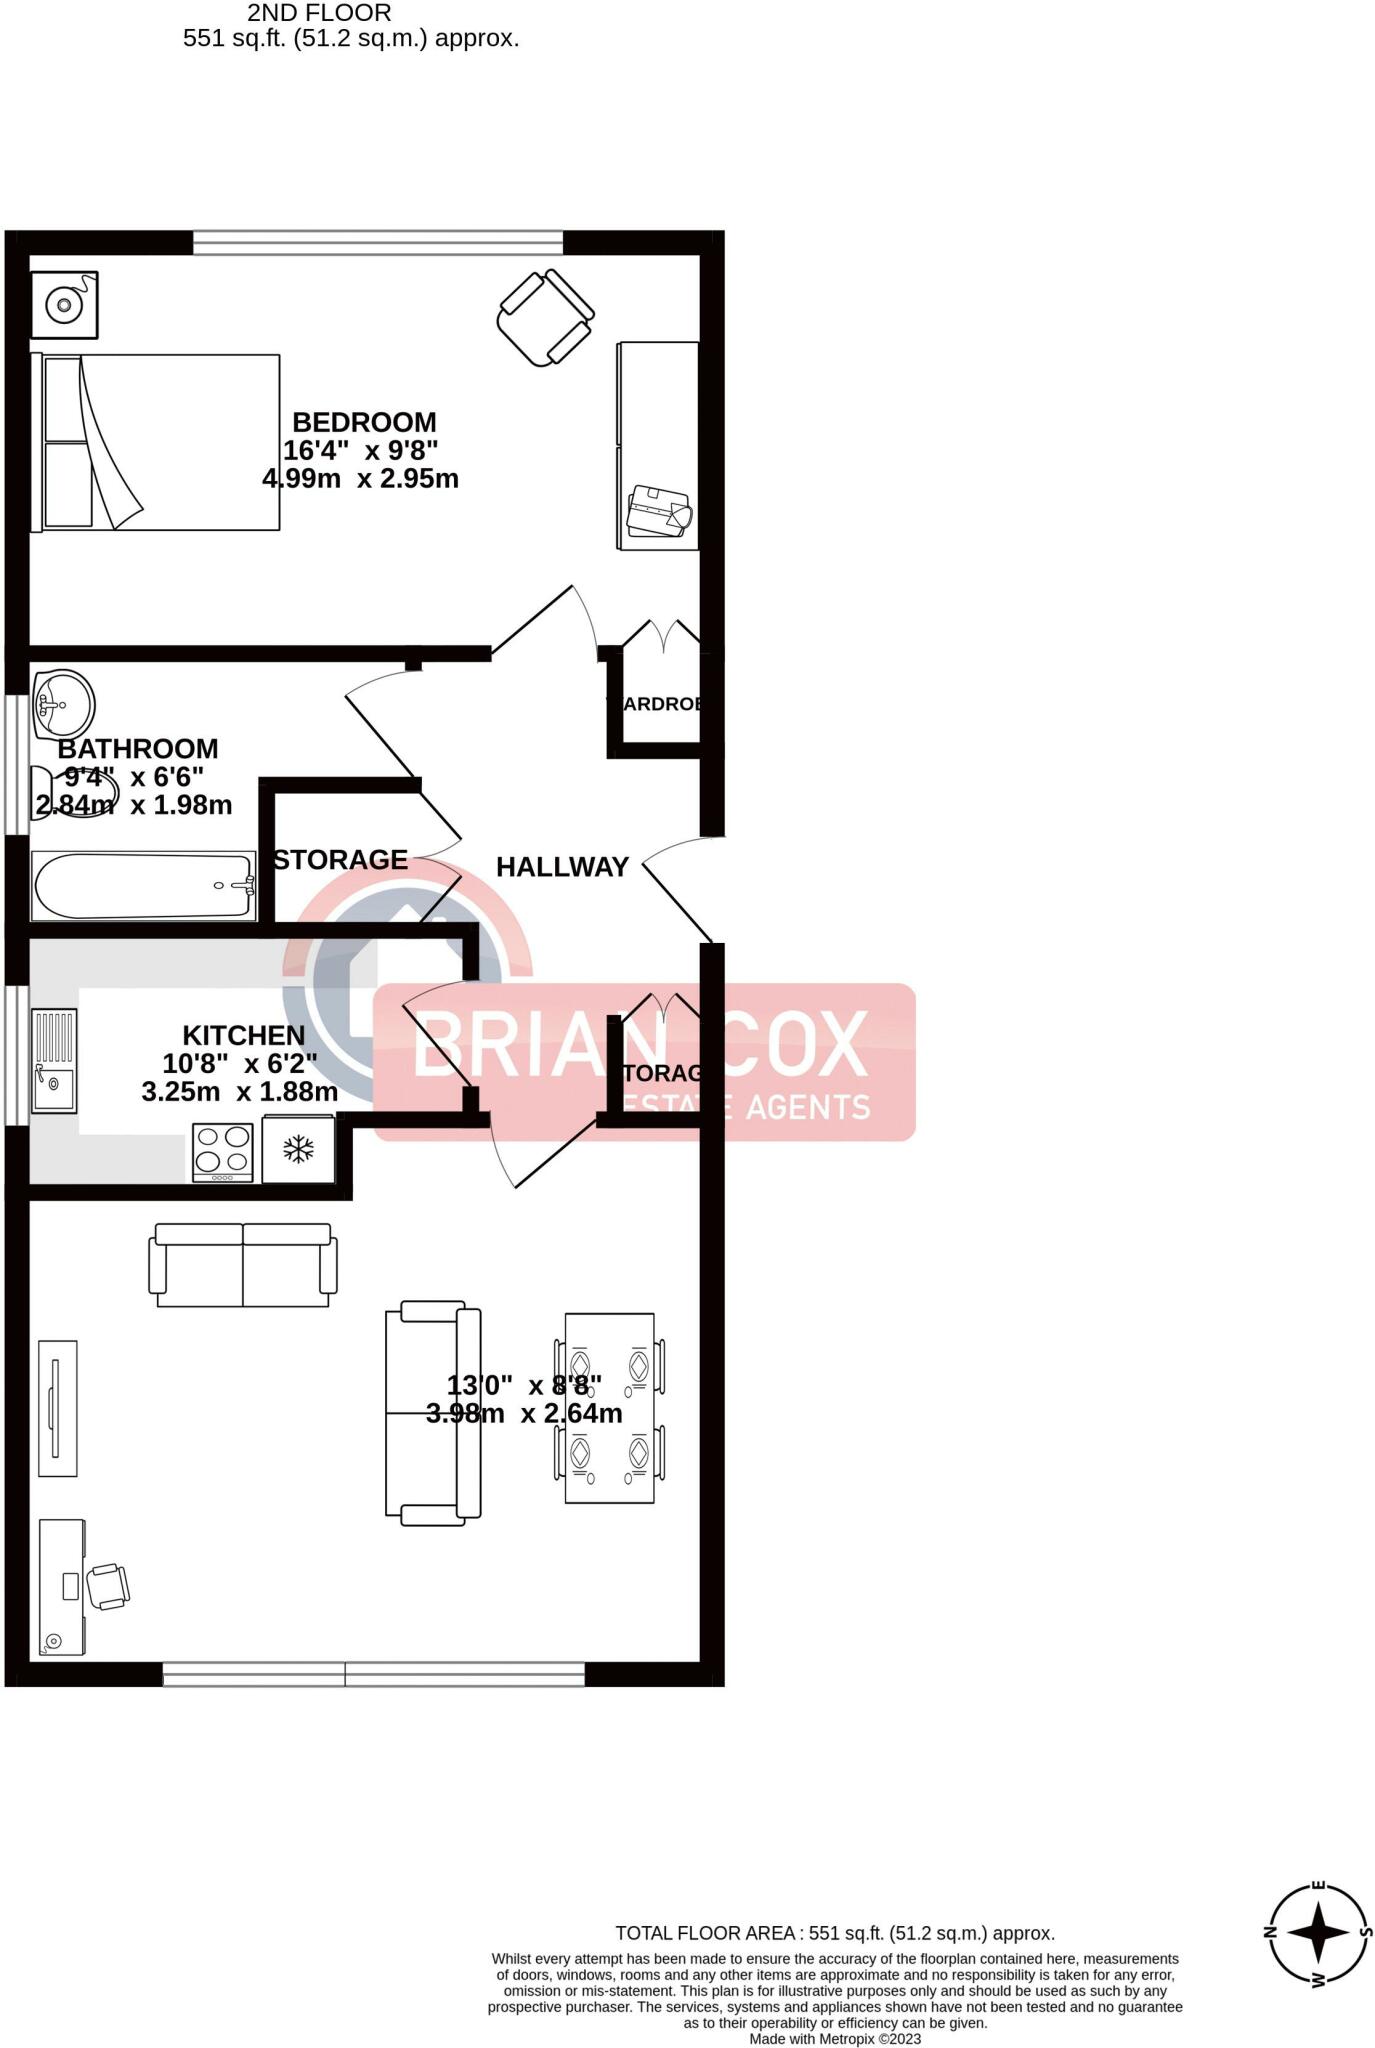 2ND FLOOR
551 sq.ft. (51.2 sq.m.) approx.
BEDROOM
16'4" x 9'8"
4.99m x 2.95m
WARDROBE
BATHROOM
9'4" x 6'6"
2.84m x 1.98m
STORAGE
HALLWAY
BRIAN COX
ESTATE AGENTS
KITCHEN
10'8" x 6'2"
3.25m x 1.88m
STORAGE
13'0" x 8'8"
3.98m x 2.64m
TOTAL FLOOR AREA : 551 sq.ft. (51.2 sq.m.) approx.
Whilst every attempt has been made to ensure the accuracy of the floorplan contained here, measurements
of doors, windows, rooms and any other items are approximate and no responsibility is taken for any error,
omission or mis-statement. This plan is for illustrative purposes only and should be used as such by any
prospective purchaser. The services, systems and appliances shown have not been tested and no guarantee
as to their operability or efficiency can be given.
Made with Metropix ©2023
E
N
S
W